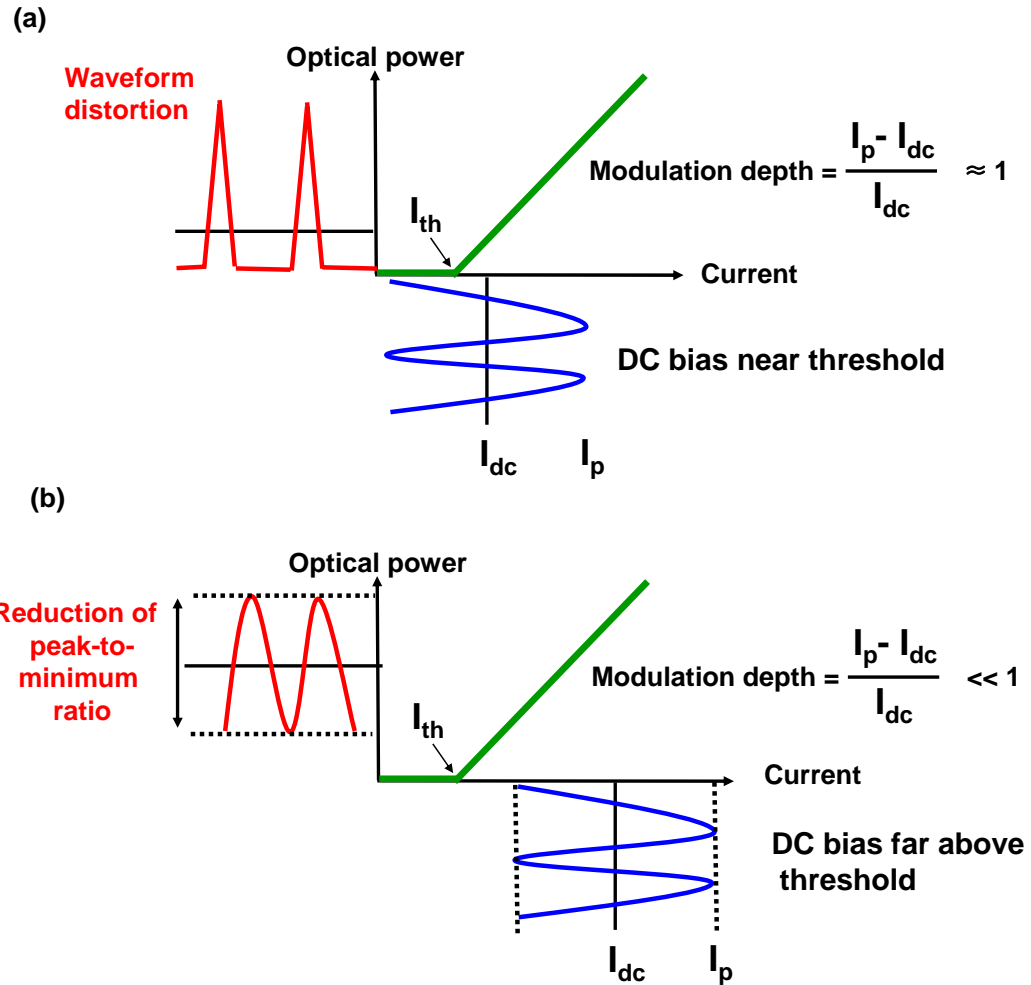 (a)
Optical power
Waveform
distortion
Modulation depth = I_p - I_dc / I_dc ≈ 1
I_th
Current
DC bias near threshold
I_dc
I_p
(b)
Optical power
Reduction of
peak-to-
minimum
ratio
Modulation depth = I_p - I_dc / I_dc << 1
I_th
Current
DC bias far above
threshold
I_dc
I_p